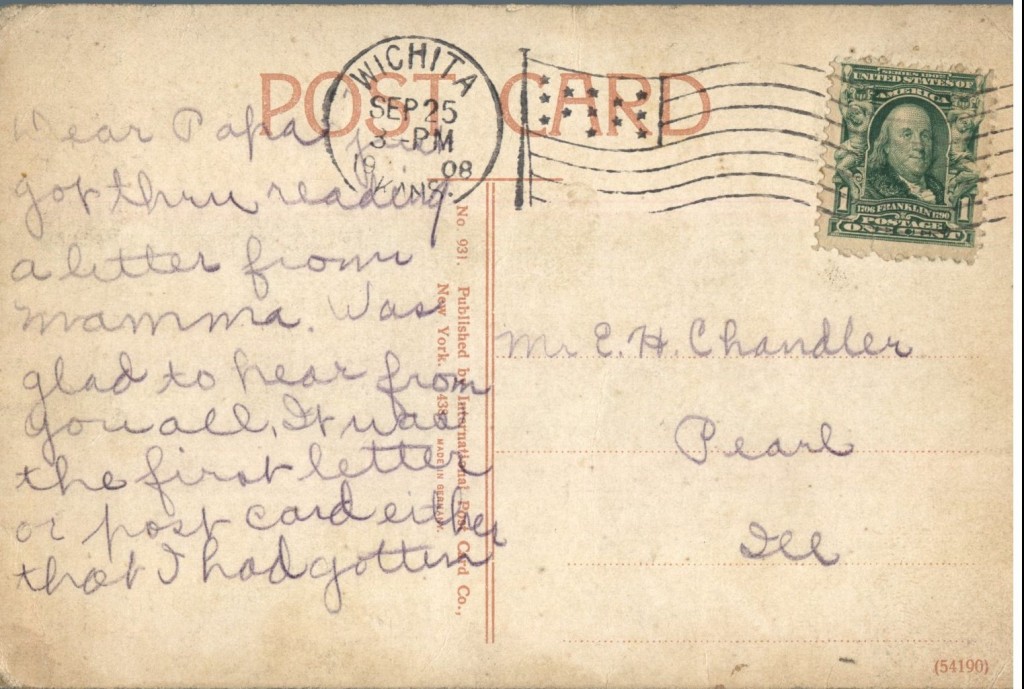 POST CARD
WICHITA
SEP 25
3-PM
19 08
KANS.
SERIES 1902
UNITED STATES OF
AMERICA
1 1
1706 FRANKLIN 1790
POSTAGE
ONE CENT
Dear Papa
got thru reading
a letter from
mamma. Was
glad to hear from
you all. It was
the first letter
or post card either
that I had gotten
No. 931. Published by International Post Card Co.,
New York. 438 MADE IN GERMANY.
Mr E. H. Chandler
Pearl
Ill
(54190)